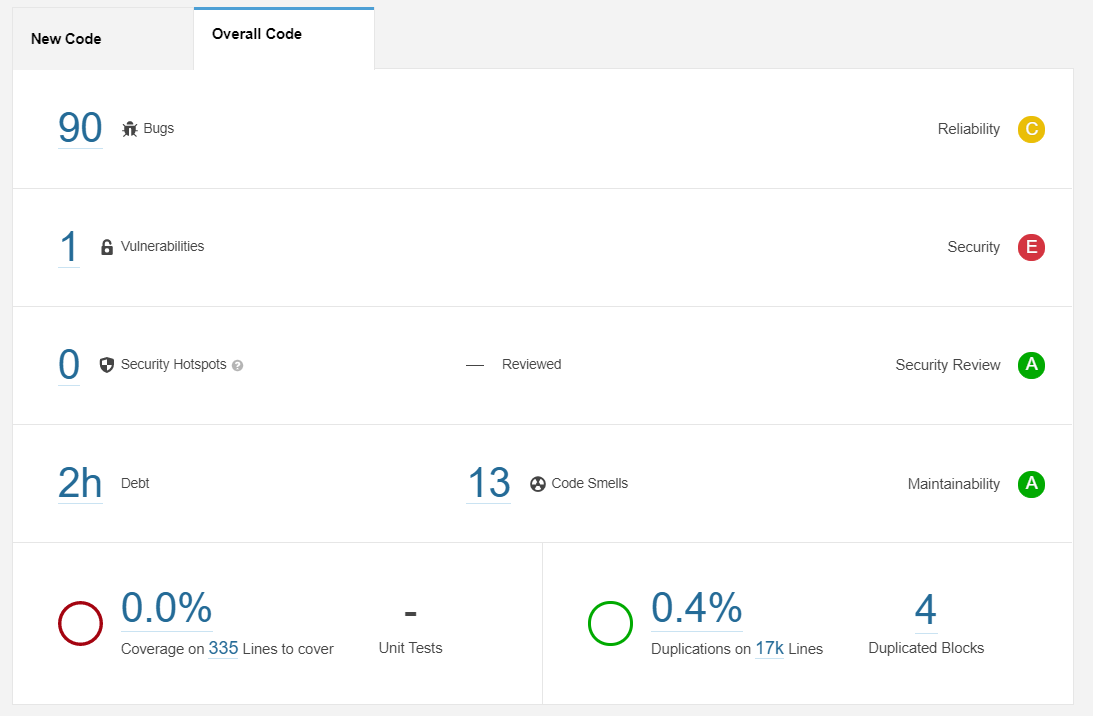 New Code
Overall Code
90 Bugs
Reliability C
1 Vulnerabilities
Security E
0 Security Hotspots ?
— Reviewed
Security Review A
2h Debt
13 Code Smells
Maintainability A
0.0%
Coverage on 335 Lines to cover
-
Unit Tests
0.4%
Duplications on 17k Lines
4
Duplicated Blocks